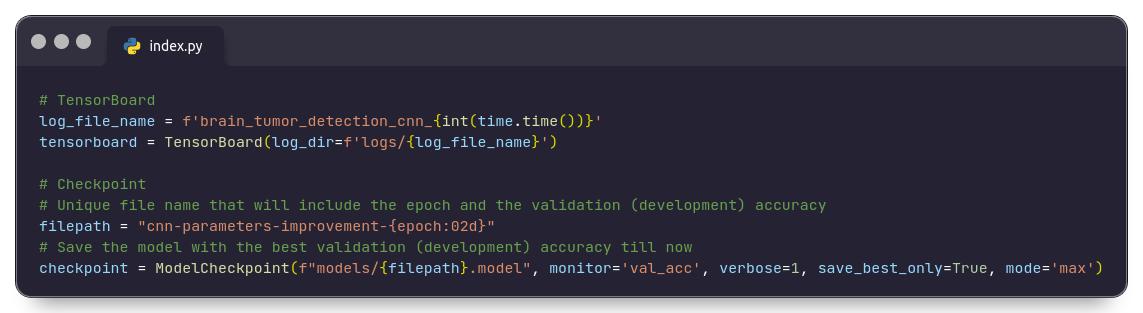 index.py
# TensorBoard
log_file_name = f'brain_tumor_detection_cnn_{int(time.time())}'
tensorboard = TensorBoard(log_dir=f'logs/{log_file_name}')
# Checkpoint
# Unique file name that will include the epoch and the validation (development) accuracy
filepath = "cnn-parameters-improvement-{epoch:02d}"
# Save the model with the best validation (development) accuracy till now
checkpoint = ModelCheckpoint(f"models/{filepath}.model", monitor='val_acc', verbose=1, save_best_only=True, mode='max')